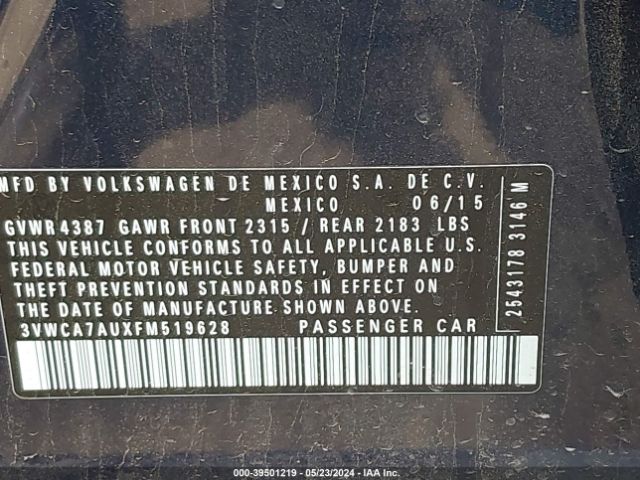 MFD BY VOLKSWAGEN DE MEXICO S.A. DE C.V.
MEXICO 06/15
GVWR 4387 GAWR FRONT 2315 / REAR 2183 LBS
THIS VEHICLE CONFORMS TO ALL APPLICABLE U.S.
FEDERAL MOTOR VEHICLE SAFETY, BUMPER AND
THEFT PREVENTION STANDARDS IN EFFECT ON
THE DATE OF MANUFACTURE SHOWN ABOVE.
3VWCA7AUXFM519628 PASSENGER CAR
2543178 3146 M
000-39501219 - 05/23/2024 - IAA Inc.